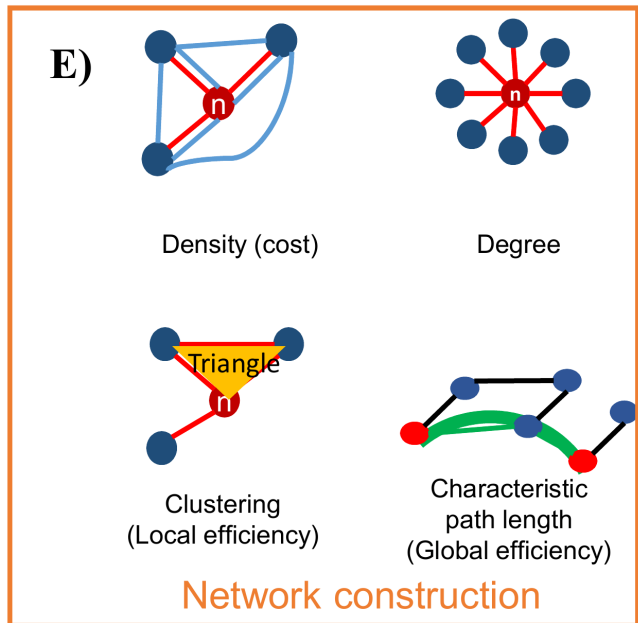 E)
n
n
Density (cost)
Degree
Triangle
n
Clustering
(Local efficiency)
Characteristic
path length
(Global efficiency)
Network construction